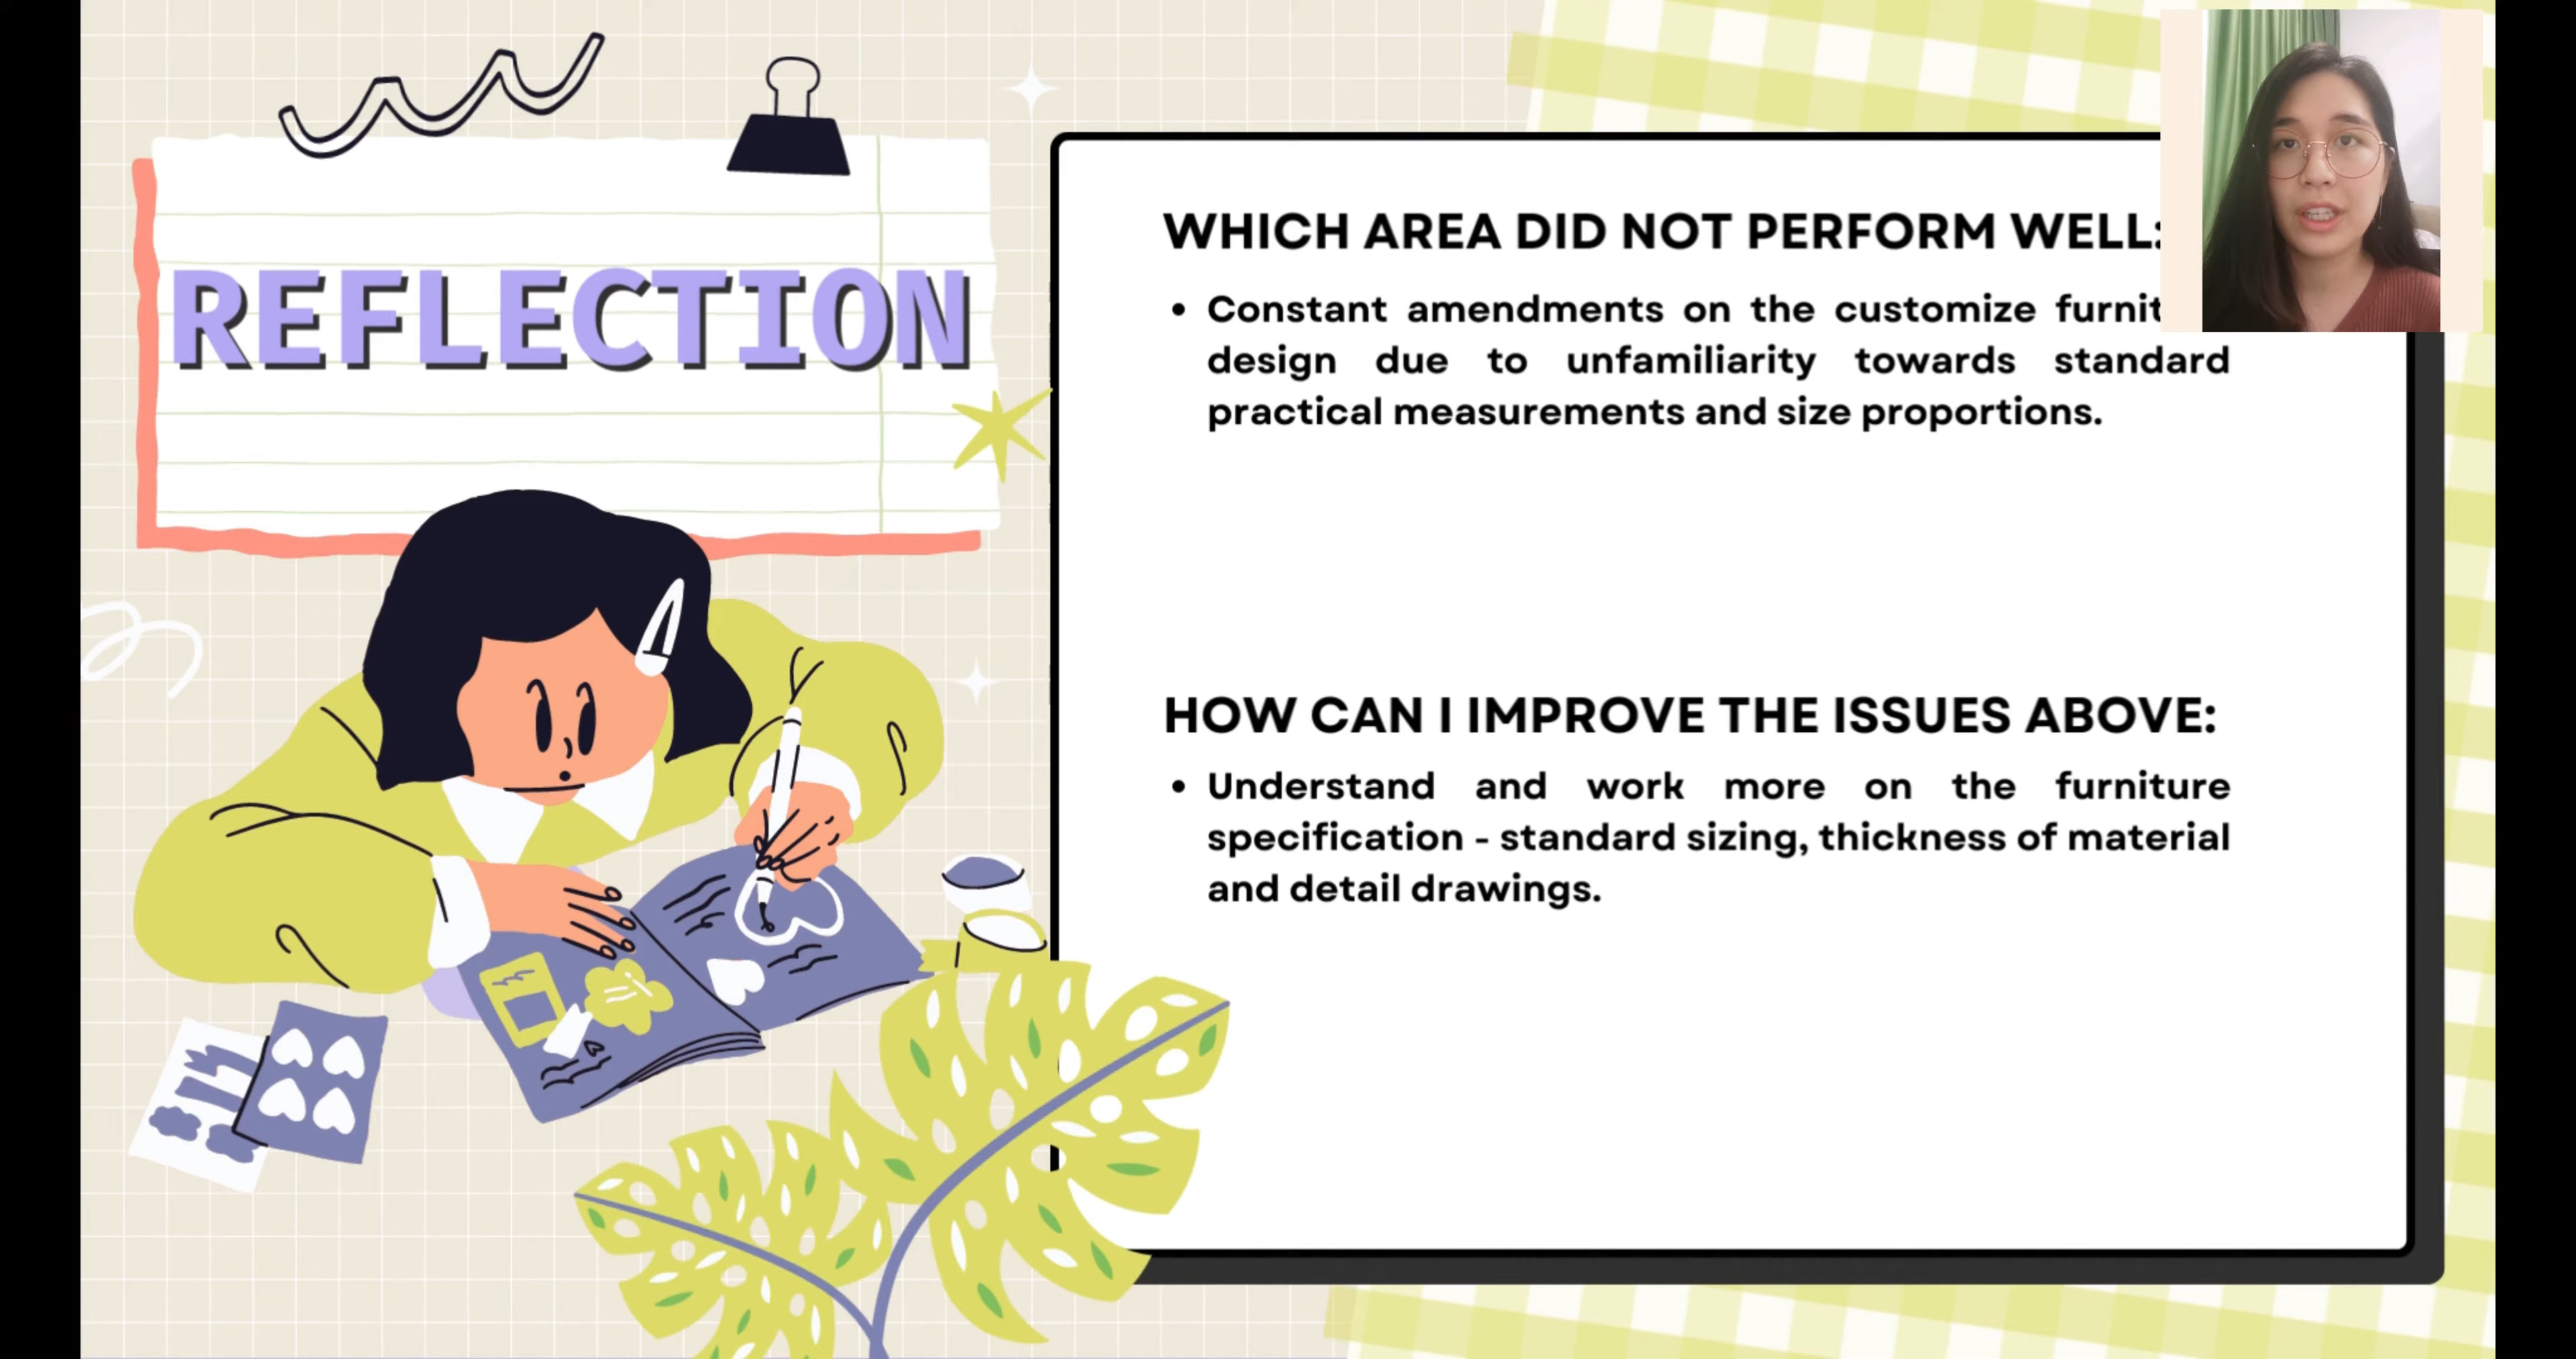 REFLECTION
WHICH AREA DID NOT PERFORM WELL:
• Constant amendments on the customize
design due to unfamiliarity towards standard
practical measurements and size proportions.
HOW CAN I IMPROVE THE ISSUES ABOVE:
• Understand and work more on the furniture
specification - standard sizing, thickness of material
and detail drawings.